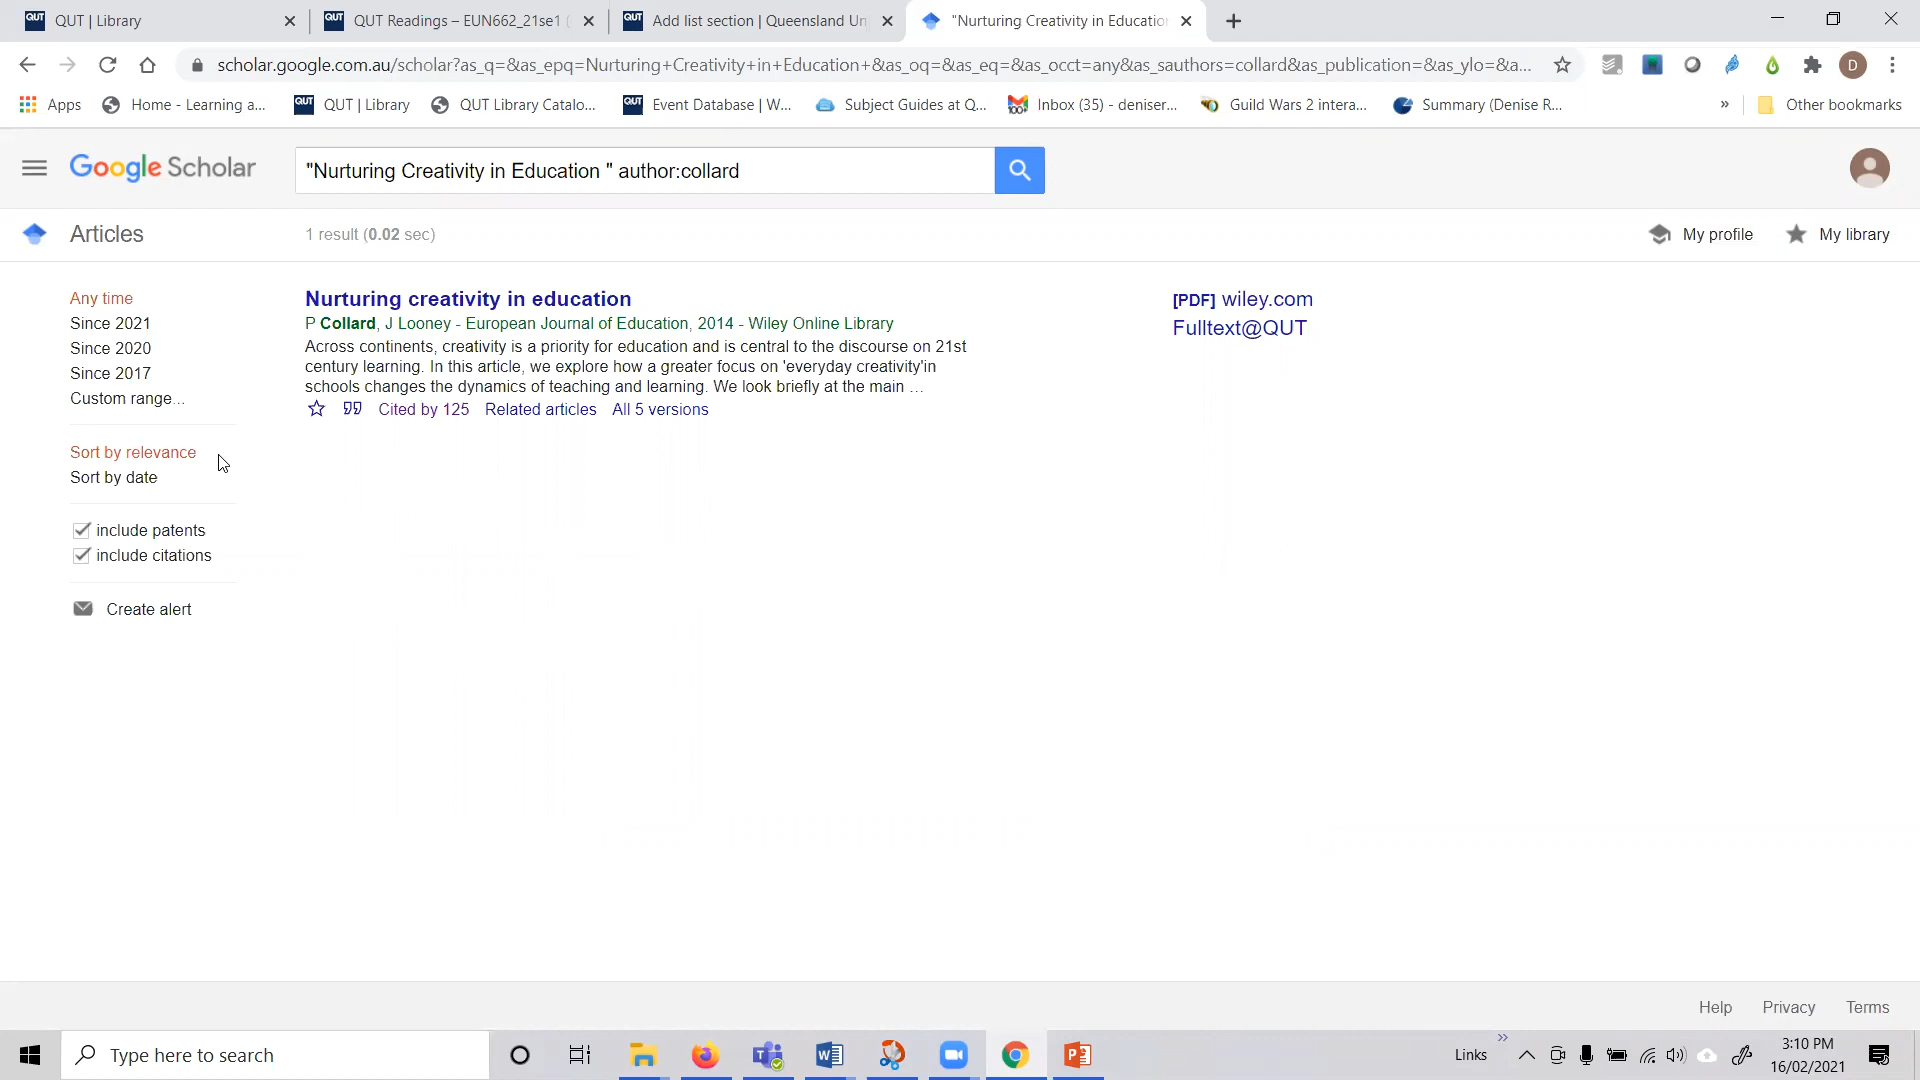 QUT | Library
QUT Readings – EUN662_21se1 (
Add list section | Queensland Un
"Nurturing Creativity in Education
scholar.google.com.au/scholar?as_q=&as_epq=Nurturing+Creativity+in+Education+&as_oq=&as_eq=&as_occt=any&as_sauthors=collard&as_publication=&as_ylo=&a...
D
Apps
Home - Learning a...
QUT | Library
QUT Library Catalo...
Event Database | W...
Subject Guides at Q...
Inbox (35) - deniser...
Guild Wars 2 intera...
Summary (Denise R...
»
Other bookmarks
Google Scholar
"Nurturing Creativity in Education " author:collard
Articles
1 result (0.02 sec)
My profile
My library
Any time
Since 2021
Since 2020
Since 2017
Custom range...
Sort by relevance
Sort by date
include patents
include citations
Create alert
Nurturing creativity in education
P Collard, J Looney - European Journal of Education, 2014 - Wiley Online Library
Across continents, creativity is a priority for education and is central to the discourse on 21st
century learning. In this article, we explore how a greater focus on 'everyday creativity'in
schools changes the dynamics of teaching and learning. We look briefly at the main …
Cited by 125 Related articles All 5 versions
[PDF] wiley.com
Fulltext@QUT
Help Privacy Terms
Type here to search
Links
3:10 PM
16/02/2021